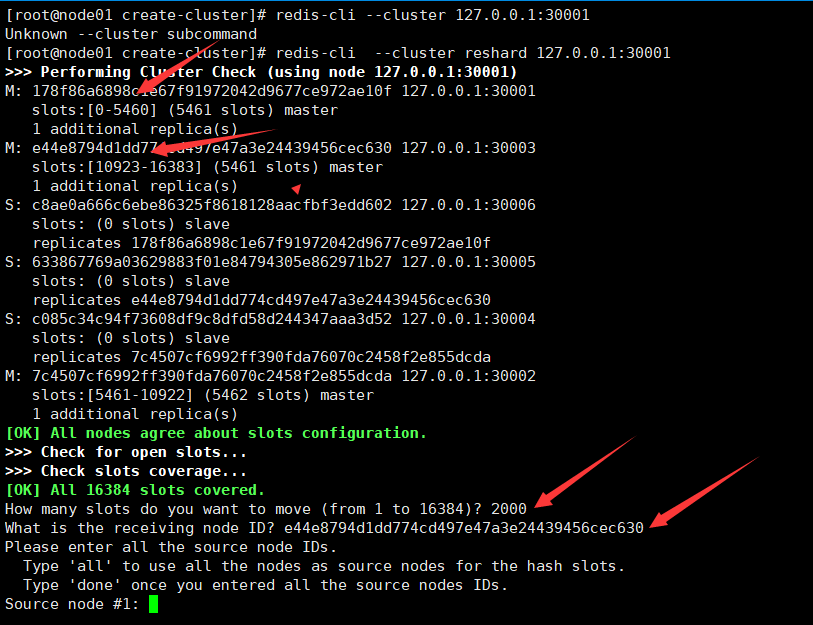 [root@node01 create-cluster]# redis-cli --cluster 127.0.0.1:30001
Unknown --cluster subcommand
[root@node01 create-cluster]# redis-cli  --cluster reshard 127.0.0.1:30001
>>> Performing Cluster Check (using node 127.0.0.1:30001)
M: 178f86a6898c1e67f91972042d9677ce972ae10f 127.0.0.1:30001
   slots:[0-5460] (5461 slots) master
   1 additional replica(s)
M: e44e8794d1dd774cd497e47a3e24439456cec630 127.0.0.1:30003
   slots:[10923-16383] (5461 slots) master
   1 additional replica(s)
S: c8ae0a666c6ebe86325f8618128aacfbf3edd602 127.0.0.1:30006
   slots: (0 slots) slave
   replicates 178f86a6898c1e67f91972042d9677ce972ae10f
S: 633867769a03629883f01e84794305e862971b27 127.0.0.1:30005
   slots: (0 slots) slave
   replicates e44e8794d1dd774cd497e47a3e24439456cec630
S: c085c34c94f73608df9c8dfd58d244347aaa3d52 127.0.0.1:30004
   slots: (0 slots) slave
   replicates 7c4507cf6992ff390fda76070c2458f2e855dcda
M: 7c4507cf6992ff390fda76070c2458f2e855dcda 127.0.0.1:30002
   slots:[5461-10922] (5462 slots) master
   1 additional replica(s)
[OK] All nodes agree about slots configuration.
>>> Check for open slots...
>>> Check slots coverage...
[OK] All 16384 slots covered.
How many slots do you want to move (from 1 to 16384)? 2000
What is the receiving node ID? e44e8794d1dd774cd497e47a3e24439456cec630
Please enter all the source node IDs.
  Type 'all' to use all the nodes as source nodes for the hash slots.
  Type 'done' once you entered all the source nodes IDs.
Source node #1: